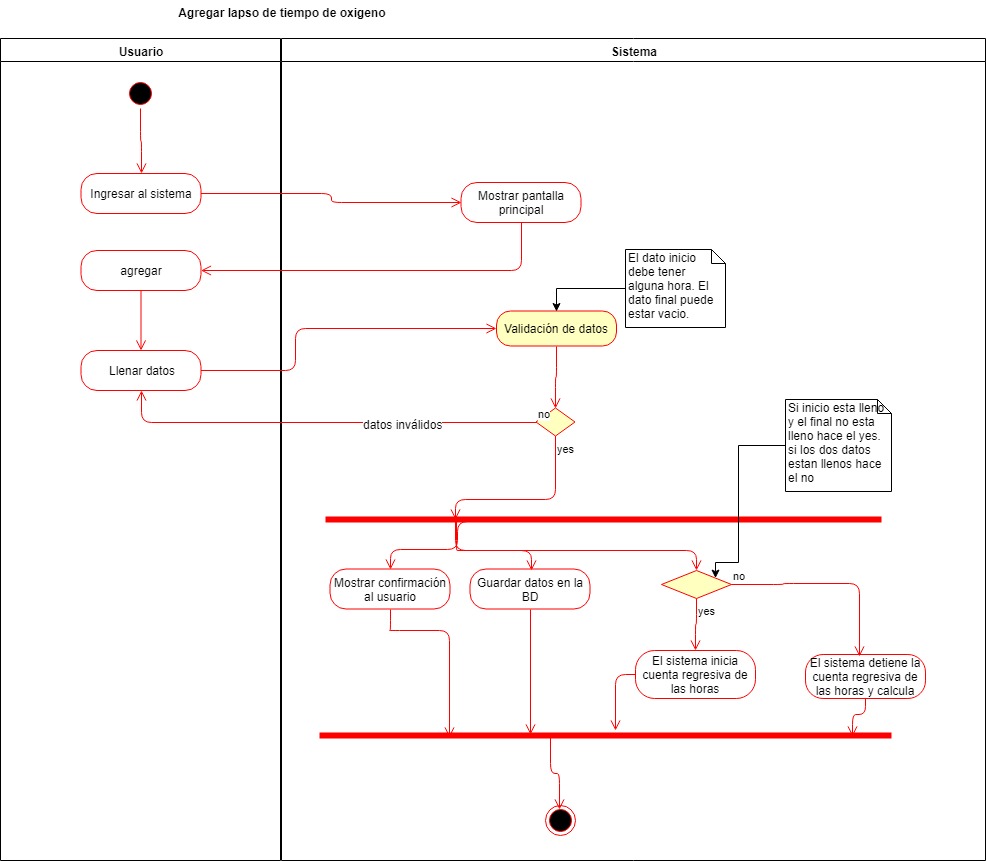 Agregar lapso de tiempo de oxigeno
Usuario
Sistema
Ingresar al sistema
Mostrar pantalla
principal
agregar
El dato inicio
debe tener
alguna hora. El
dato final puede
estar vacio.
Validación de datos
Llenar datos
no
datos inválidos
yes
Si inicio esta lleno
y el final no esta
lleno hace el yes.
si los dos datos
estan llenos hace
el no
Mostrar confirmación
al usuario
Guardar datos en la
BD
no
yes
El sistema inicia
cuenta regresiva de
las horas
El sistema detiene la
cuenta regresiva de
las horas y calcula